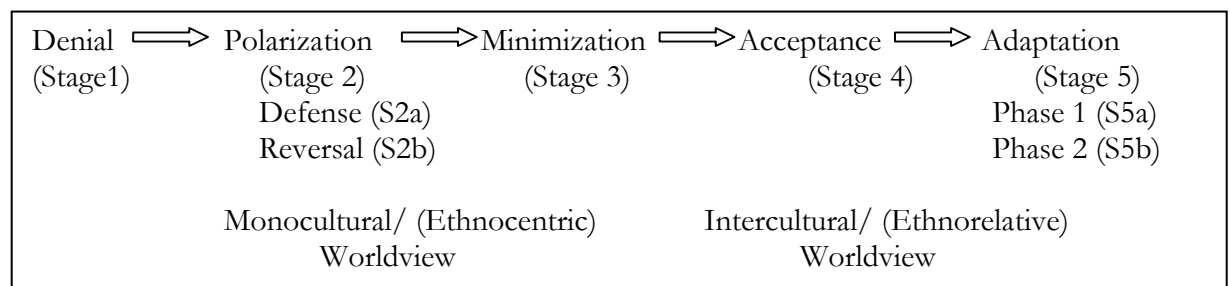 Denial Polarization Minimization Acceptance Adaptation
(Stage1) (Stage 2) (Stage 3) (Stage 4) (Stage 5)
Defense (S2a) Phase 1 (S5a)
Reversal (S2b) Phase 2 (S5b)
Monocultural/ (Ethnocentric) Intercultural/ (Ethnorelative)
Worldview Worldview